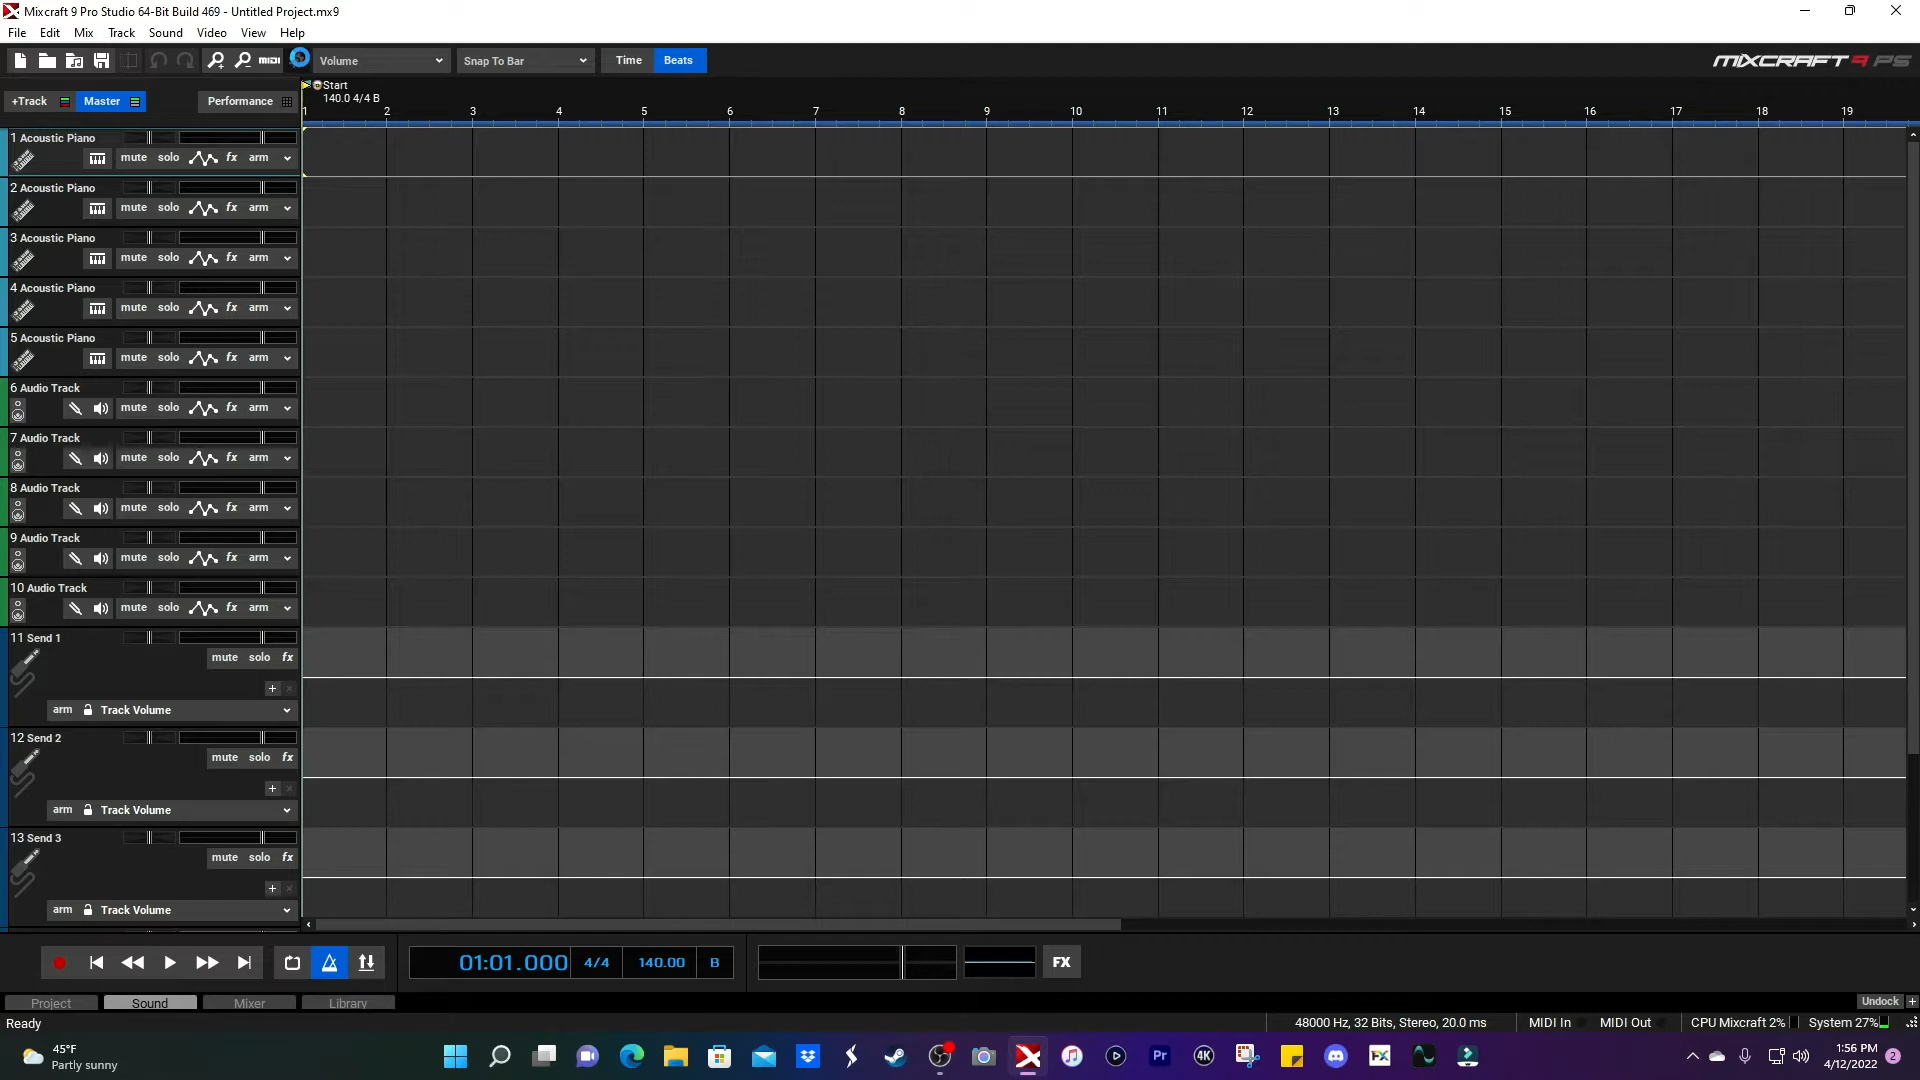 Mixcraft 9 Pro Studio 64-Bit Build 469 - Untitled Project.mx9
File Edit Mix Track Sound Video View Help
MIDI Volume Snap To Bar Time Beats MIXCRAFT 9 PS
Start
+Track Master Performance 140.0 4/4 B
1 2 3 4 5 6 7 8 9 10 11 12 13 14 15 16 17 18 19
1 Acoustic Piano
mute solo fx arm
2 Acoustic Piano
mute solo fx arm
3 Acoustic Piano
mute solo fx arm
4 Acoustic Piano
mute solo fx arm
5 Acoustic Piano
mute solo fx arm
6 Audio Track
mute solo fx arm
7 Audio Track
mute solo fx arm
8 Audio Track
mute solo fx arm
9 Audio Track
mute solo fx arm
10 Audio Track
mute solo fx arm
11 Send 1
mute solo fx
+ ×
arm Track Volume
12 Send 2
mute solo fx
+ ×
arm Track Volume
13 Send 3
mute solo fx
+ ×
arm Track Volume
01:01.000 4/4 140.00 B FX
Project Sound Mixer Library Undock +
Ready 48000 Hz, 32 Bits, Stereo, 20.0 ms MIDI In MIDI Out CPU Mixcraft 2% System 27%
45°F
Partly sunny
Pr 4K FX
1:56 PM
4/12/2022 2